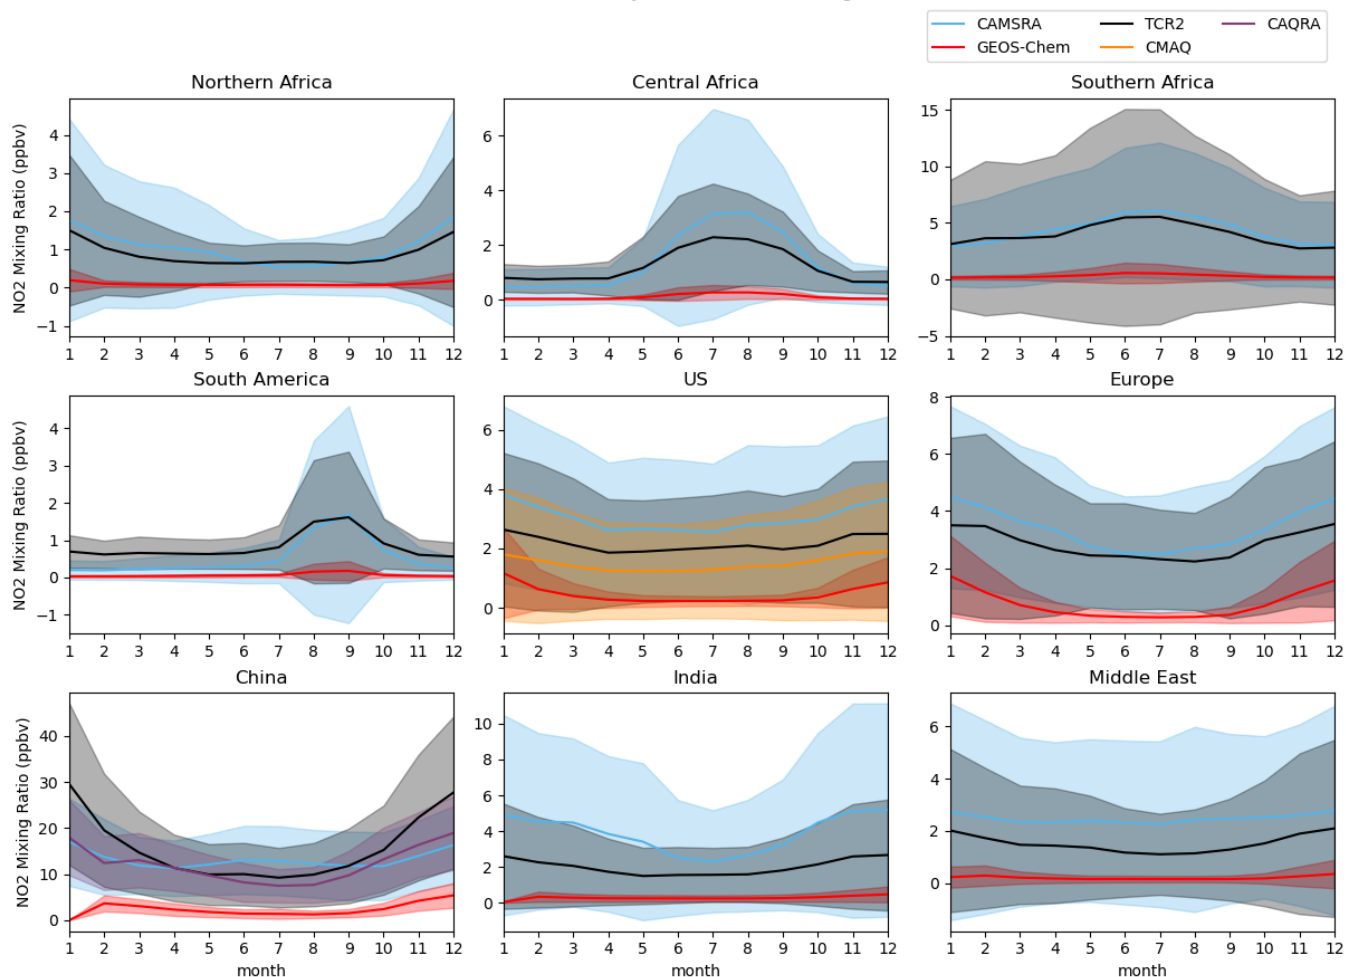 CAMSRA
GEOS-Chem
TCR2
CMAQ
CAQRA
Northern Africa
NO2 Mixing Ratio (ppbv)
4
3
2
1
0
−1
1 2 3 4 5 6 7 8 9 10 11 12
Central Africa
6
4
2
0
1 2 3 4 5 6 7 8 9 10 11 12
Southern Africa
15
10
5
0
−5
1 2 3 4 5 6 7 8 9 10 11 12
South America
NO2 Mixing Ratio (ppbv)
4
3
2
1
0
−1
1 2 3 4 5 6 7 8 9 10 11 12
US
6
4
2
0
1 2 3 4 5 6 7 8 9 10 11 12
Europe
8
6
4
2
0
1 2 3 4 5 6 7 8 9 10 11 12
China
NO2 Mixing Ratio (ppbv)
40
30
20
10
0
1 2 3 4 5 6 7 8 9 10 11 12
month
India
10
8
6
4
2
0
1 2 3 4 5 6 7 8 9 10 11 12
month
Middle East
6
4
2
0
1 2 3 4 5 6 7 8 9 10 11 12
month